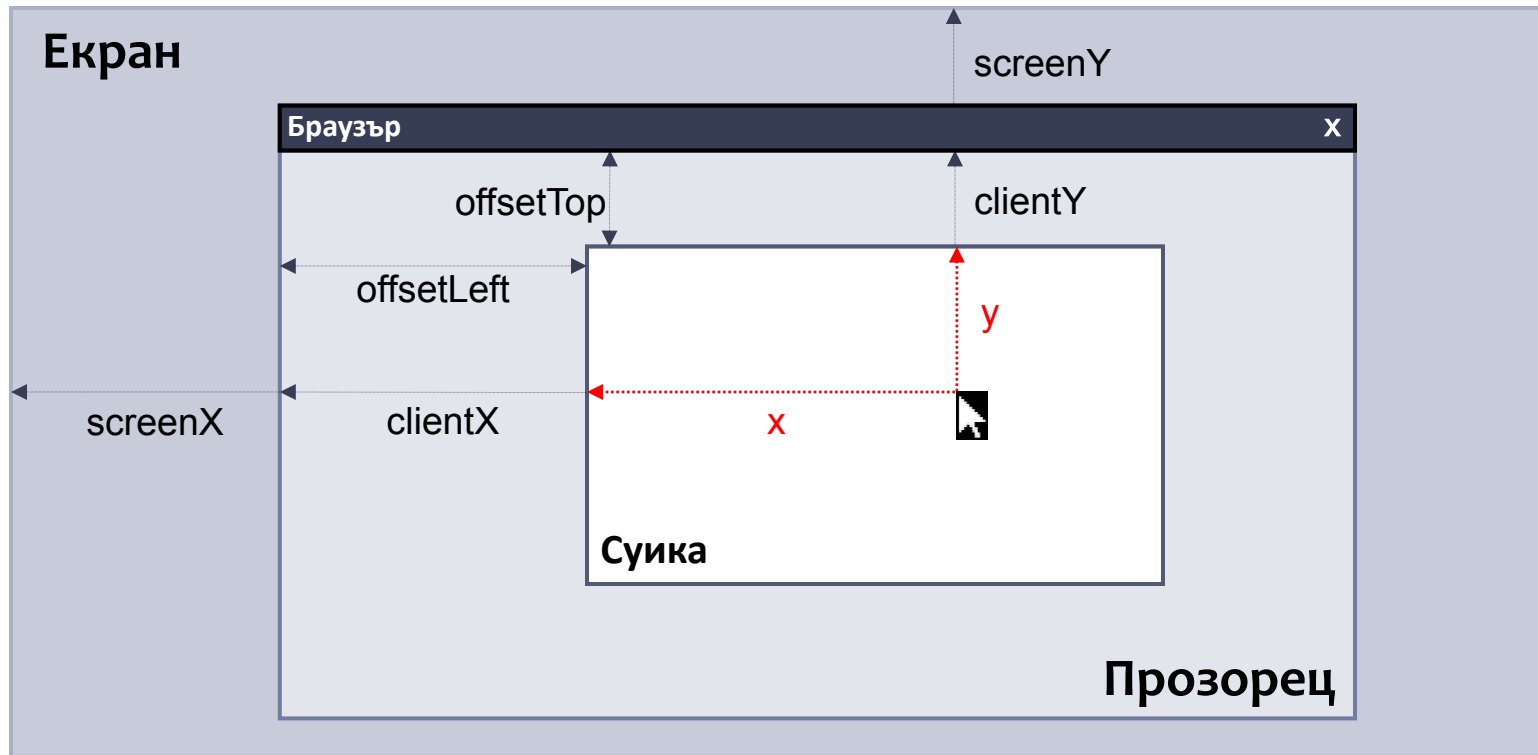 Екран
screenY
Браузър
X
offsetTop
clientY
offsetLeft
y
screenX
clientX
x
Суика
Прозорец